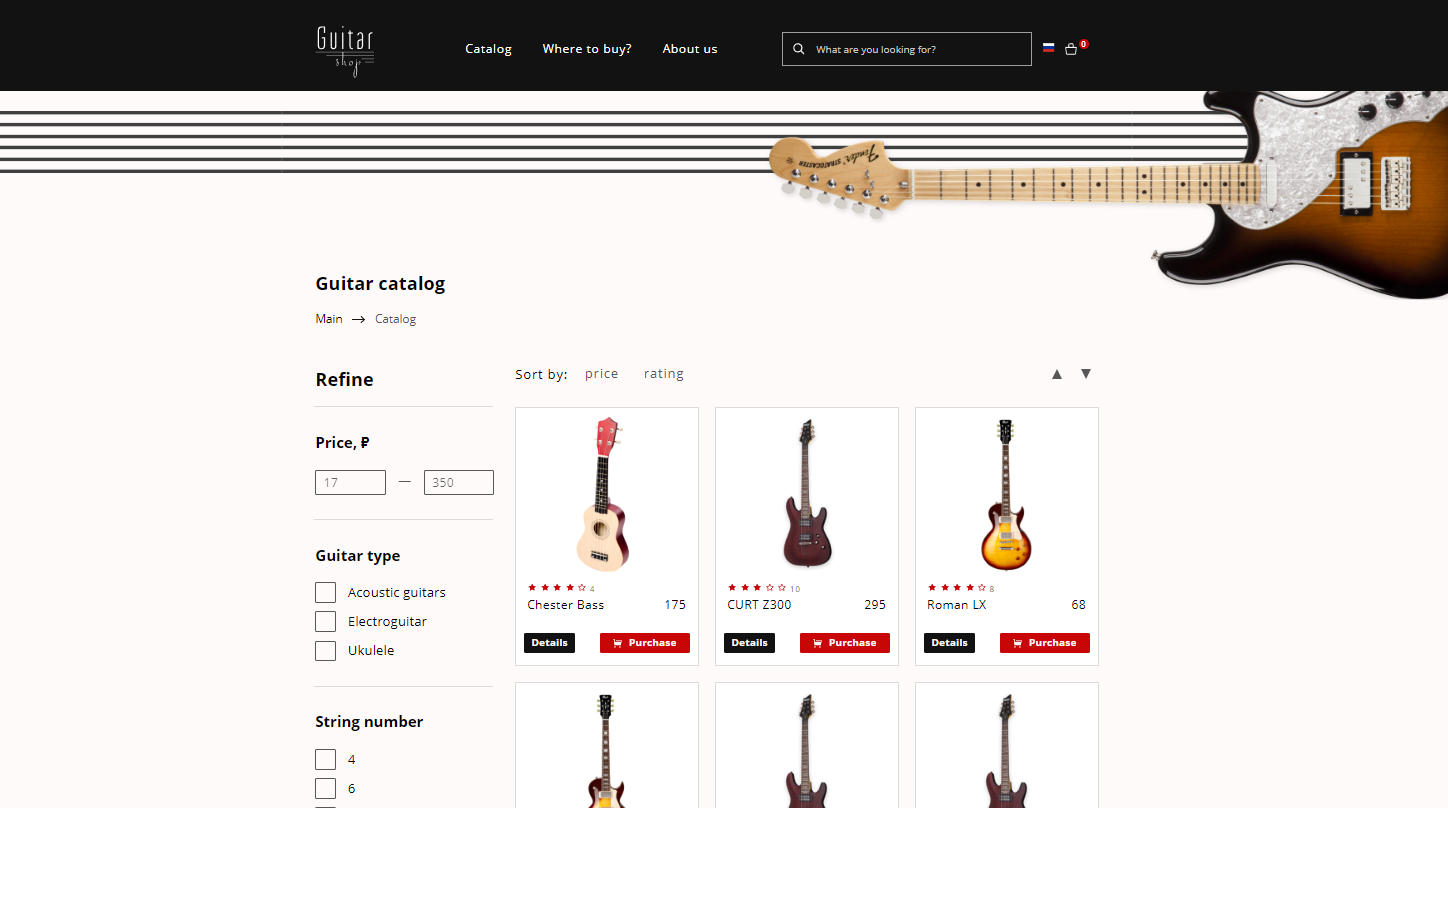 Guitar
shop
Catalog Where to buy? About us
What are you looking for?
0
Fender STRATOCASTER
Guitar catalog
Main → Catalog
Refine
Sort by: price rating ▲ ▼
Price, ₽
17 — 350
Guitar type
Acoustic guitars
Electroguitar
Ukulele
String number
4
6
4
Chester Bass 175
Details Purchase
10
CURT Z300 295
Details Purchase
8
Roman LX 68
Details Purchase